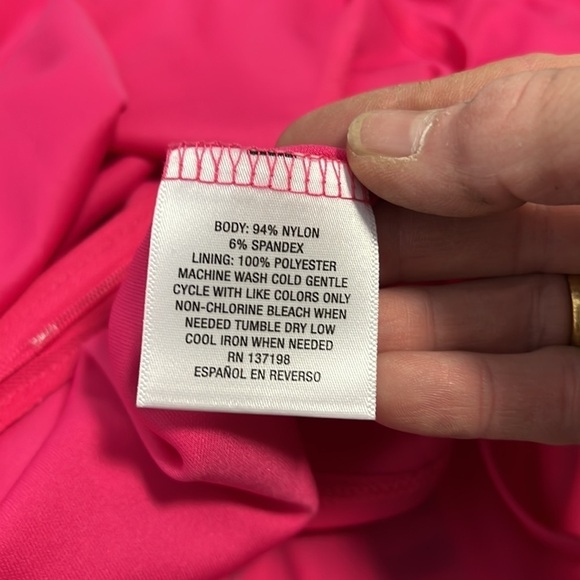 BODY: 94% NYLON
6% SPANDEX
LINING: 100% POLYESTER
MACHINE WASH COLD GENTLE
CYCLE WITH LIKE COLORS ONLY
NON-CHLORINE BLEACH WHEN
NEEDED TUMBLE DRY LOW
COOL IRON WHEN NEEDED
RN 137198
ESPAÑOL EN REVERSO